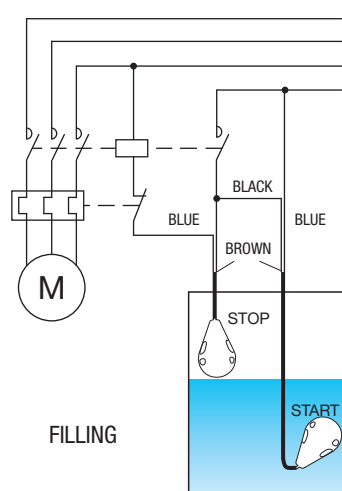 BLACK
BLUE
BLUE
BROWN
M
STOP
START
FILLING